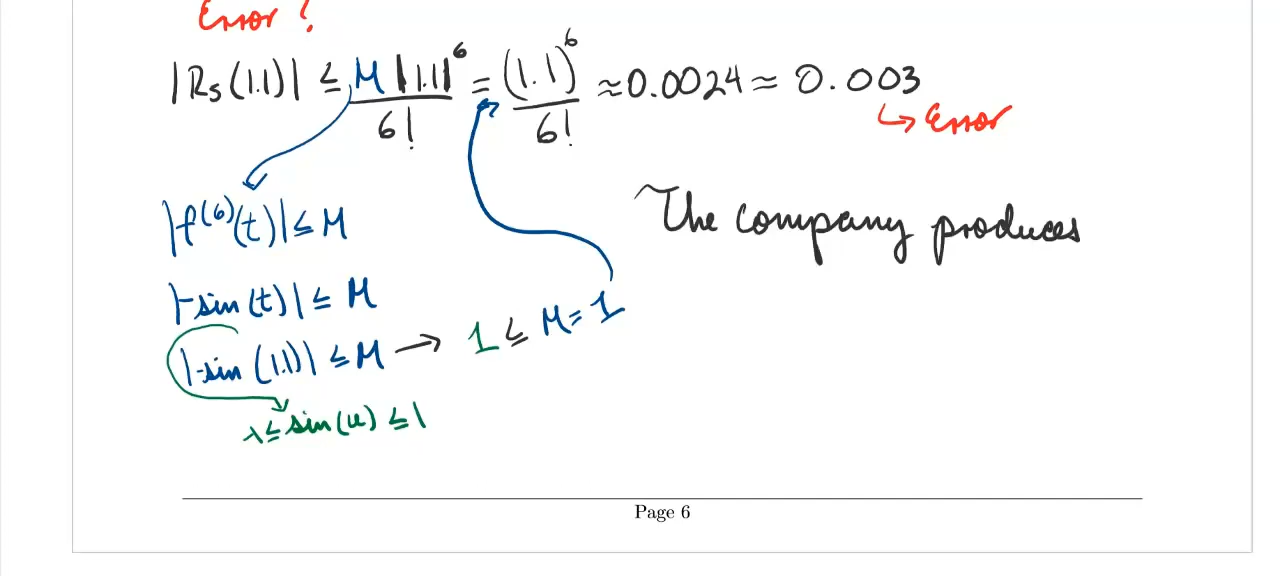 Error?
|R₅(1.1)| ≤ M|1.1|⁶/6! = (1.1)⁶/6! ≈ 0.0024 ≈ 0.003
↳ Error
|f⁽⁶⁾(t)| ≤ M
The company produces
|-sin(t)| ≤ M
|-sin(1.1)| ≤ M → 1 ≤ M = 1
≤ sin(u) ≤ 1
Page 6